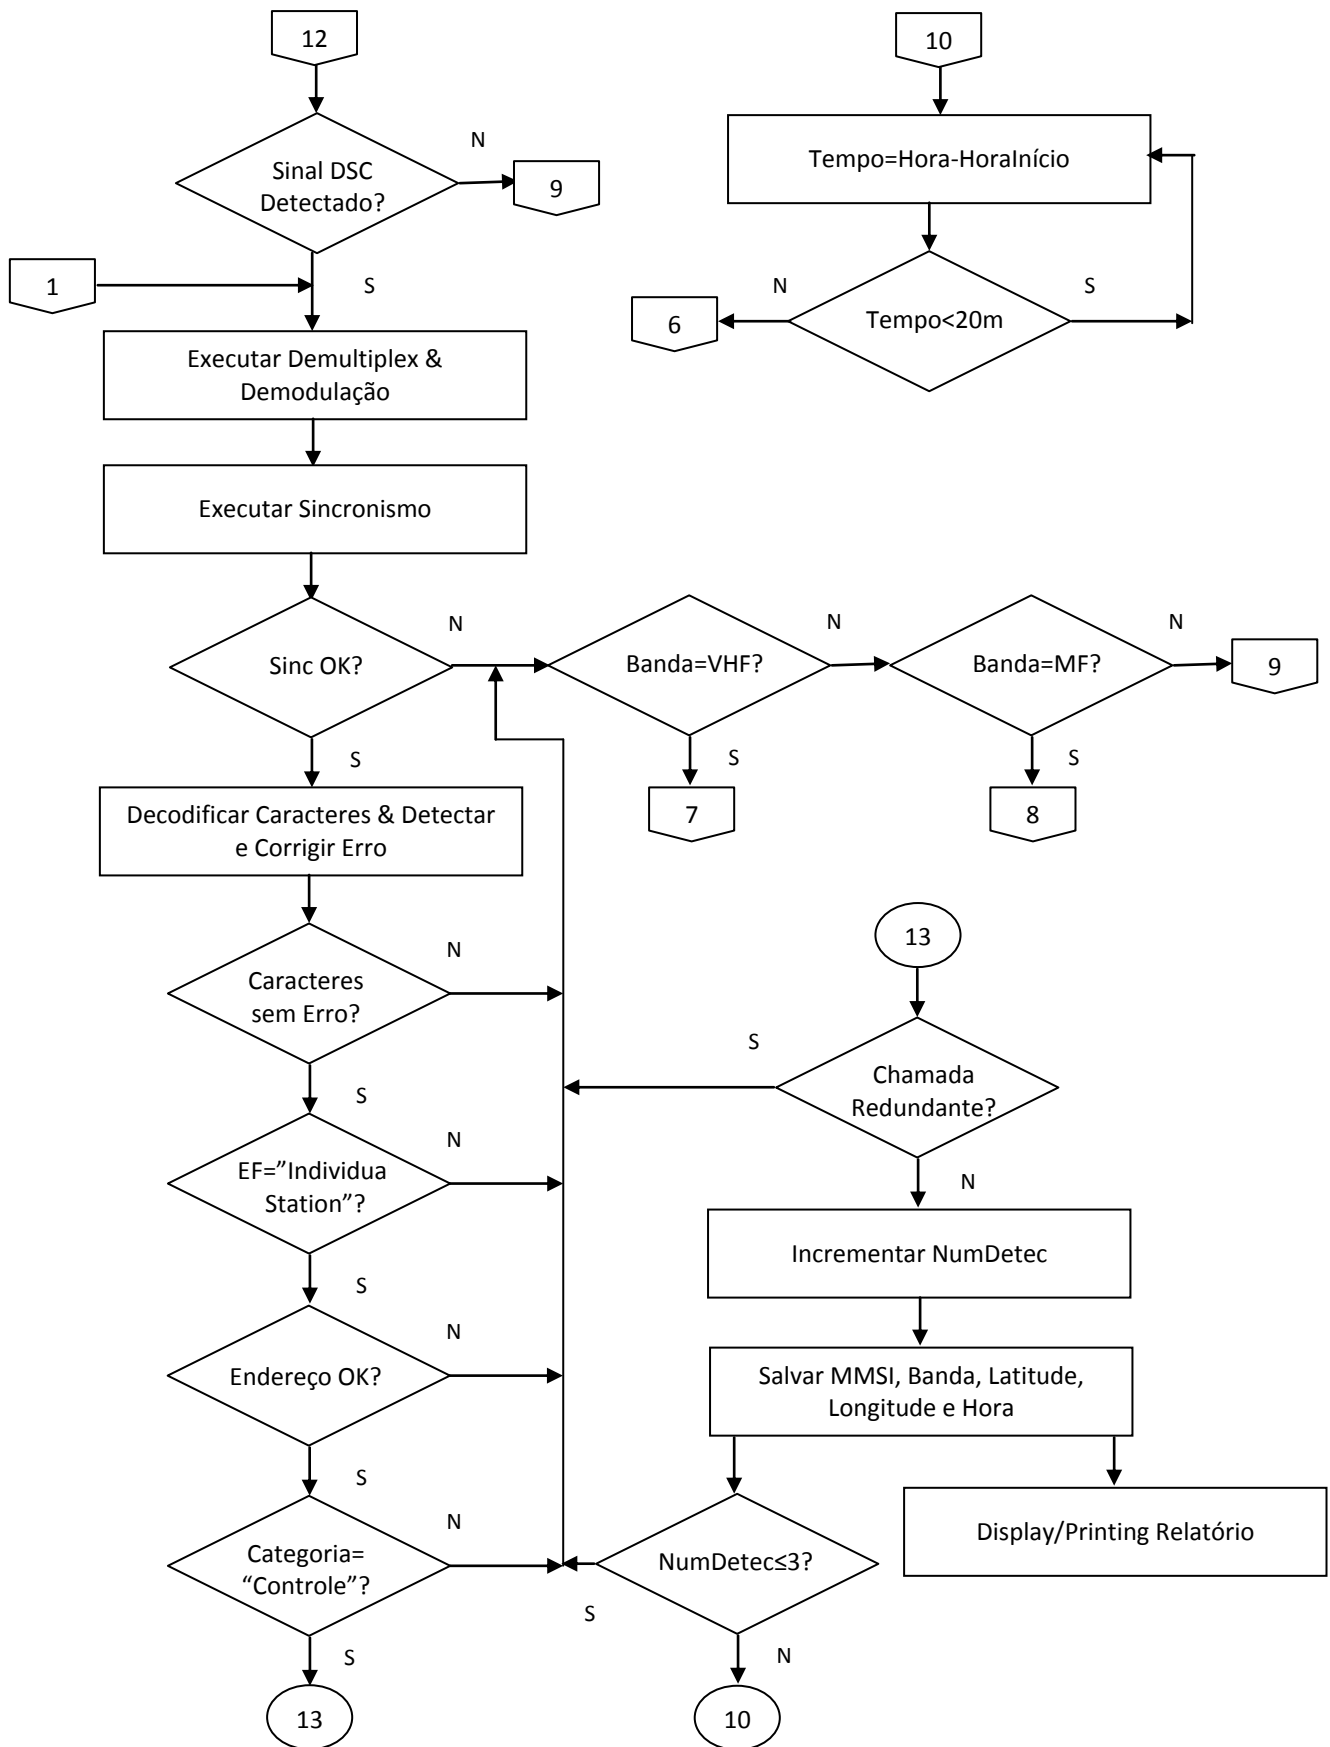 12
10
N
Sinal DSC
Detectado?
9
Tempo=Hora-HoraInício
1
S
N
S
6
Tempo<20m
Executar Demultiplex &
Demodulação
Executar Sincronismo
N
N
N
Sinc OK?
Banda=VHF?
Banda=MF?
9
S
S
S
7
8
Decodificar Caracteres & Detectar
e Corrigir Erro
13
N
Caracteres
sem Erro?
S
Chamada
Redundante?
S
N
EF=”Individua
Station”?
N
Incrementar NumDetec
S
N
Endereço OK?
Salvar MMSI, Banda, Latitude,
Longitude e Hora
S
N
Categoria=
“Controle”?
NumDetec≤3?
Display/Printing Relatório
S
S
N
13
10